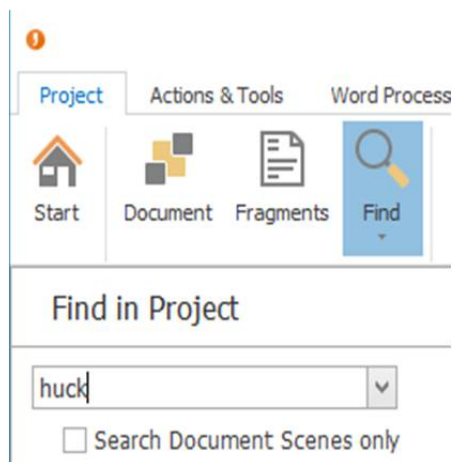 Project Actions & Tools Word Process
Start Document Fragments Find
Find in Project
huck
Search Document Scenes only